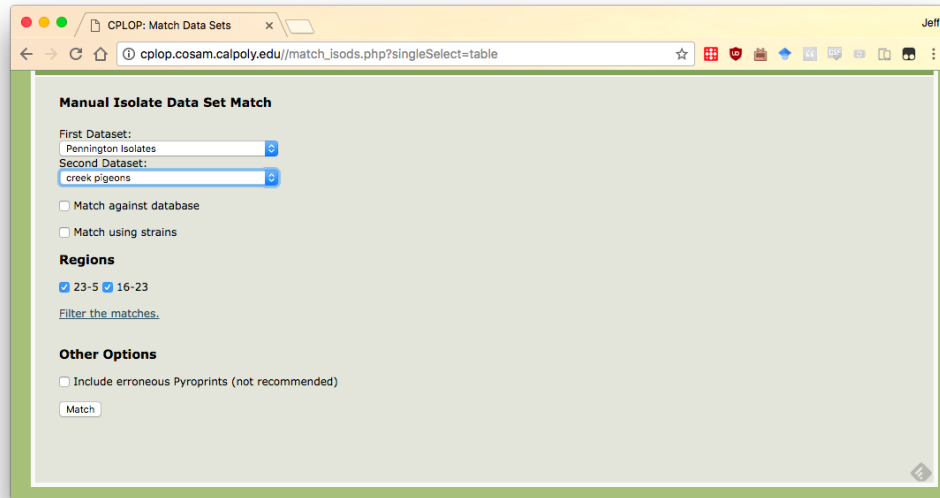 CPLOP: Match Data Sets
Jeff
cplop.cosam.calpoly.edu//match_isods.php?singleSelect=table
Manual Isolate Data Set Match
First Dataset:
Pennington Isolates
Second Dataset:
creek pigeons
Match against database
Match using strains
Regions
23-5 16-23
Filter the matches.
Other Options
Include erroneous Pyroprints (not recommended)
Match